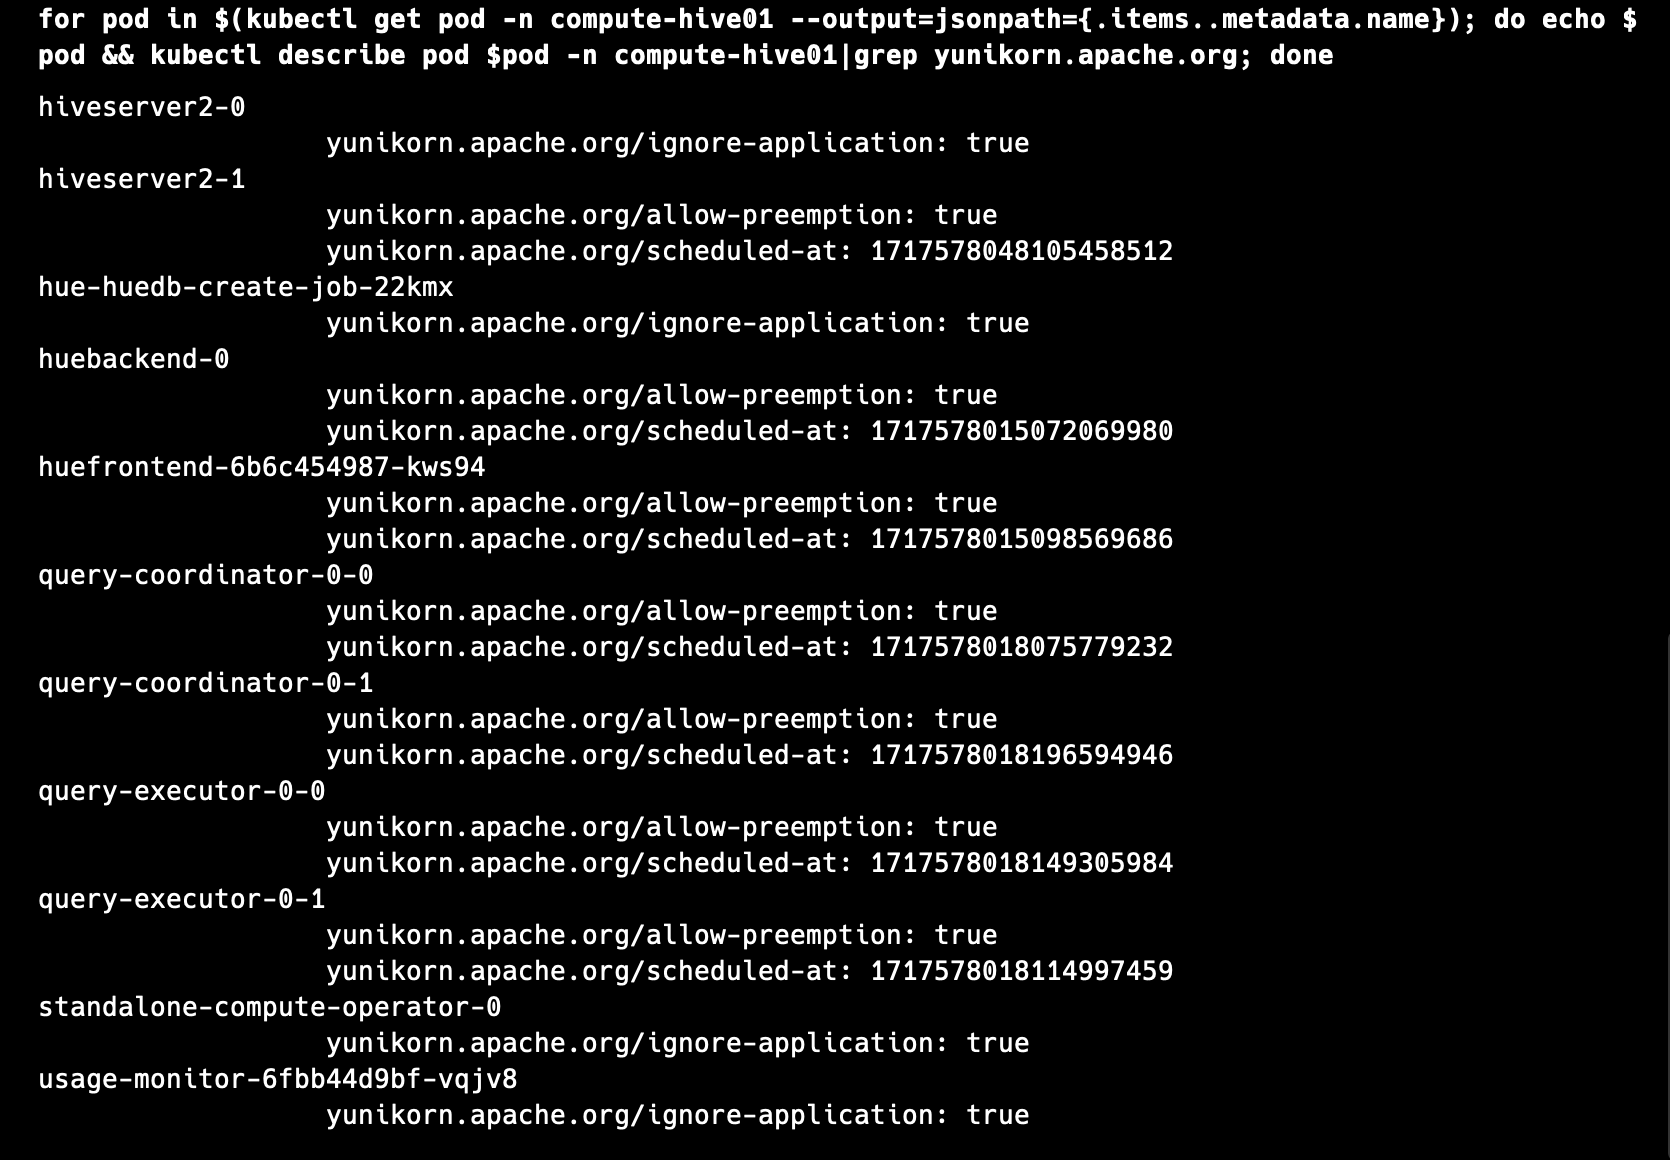 for pod in $(kubectl get pod -n compute-hive01 --output=jsonpath={.items..metadata.name}); do echo $
pod && kubectl describe pod $pod -n compute-hive01|grep yunikorn.apache.org; done
hiveserver2-0
yunikorn.apache.org/ignore-application: true
hiveserver2-1
yunikorn.apache.org/allow-preemption: true
yunikorn.apache.org/scheduled-at: 1717578048105458512
hue-huedb-create-job-22kmx
yunikorn.apache.org/ignore-application: true
huebackend-0
yunikorn.apache.org/allow-preemption: true
yunikorn.apache.org/scheduled-at: 1717578015072069980
huefrontend-6b6c454987-kws94
yunikorn.apache.org/allow-preemption: true
yunikorn.apache.org/scheduled-at: 1717578015098569686
query-coordinator-0-0
yunikorn.apache.org/allow-preemption: true
yunikorn.apache.org/scheduled-at: 1717578018075779232
query-coordinator-0-1
yunikorn.apache.org/allow-preemption: true
yunikorn.apache.org/scheduled-at: 1717578018196594946
query-executor-0-0
yunikorn.apache.org/allow-preemption: true
yunikorn.apache.org/scheduled-at: 1717578018149305984
query-executor-0-1
yunikorn.apache.org/allow-preemption: true
yunikorn.apache.org/scheduled-at: 1717578018114997459
standalone-compute-operator-0
yunikorn.apache.org/ignore-application: true
usage-monitor-6fbb44d9bf-vqjv8
yunikorn.apache.org/ignore-application: true